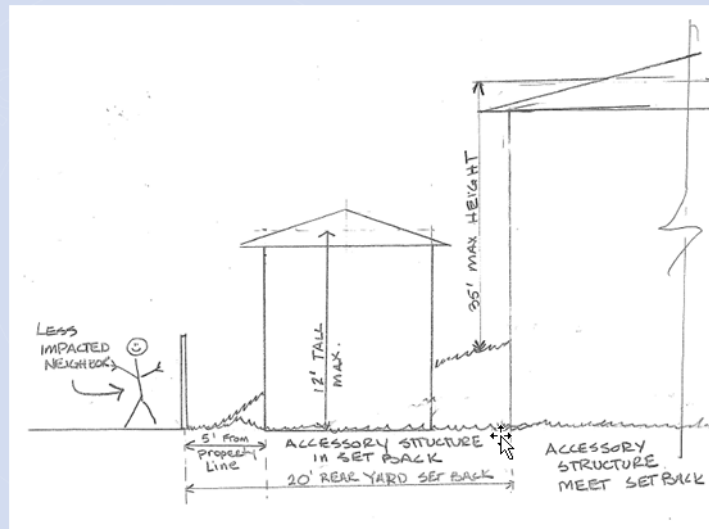 LESS
IMPACTED
NEIGHBOR
35' MAX HEIGHT
12' TALL
MAX.
5' From
Property
Line
ACCESSORY STUCTURE
In SET BACK
20' REAR YARD SET BACK
ACCESSORY
STRUCTURE
MEET SETBACK